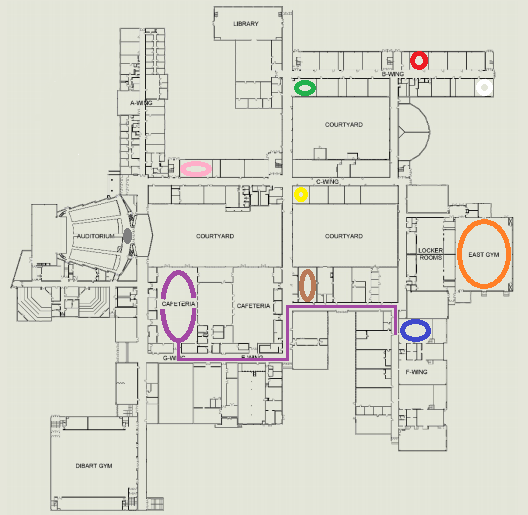 LIBRARY
B-WING
A-WING
COURTYARD
C-WING
AUDITORIUM
COURTYARD
COURTYARD
LOCKER
ROOMS
EAST GYM
CAFETERIA
CAFETERIA
G-WING
E-WING
F-WING
DIBART GYM